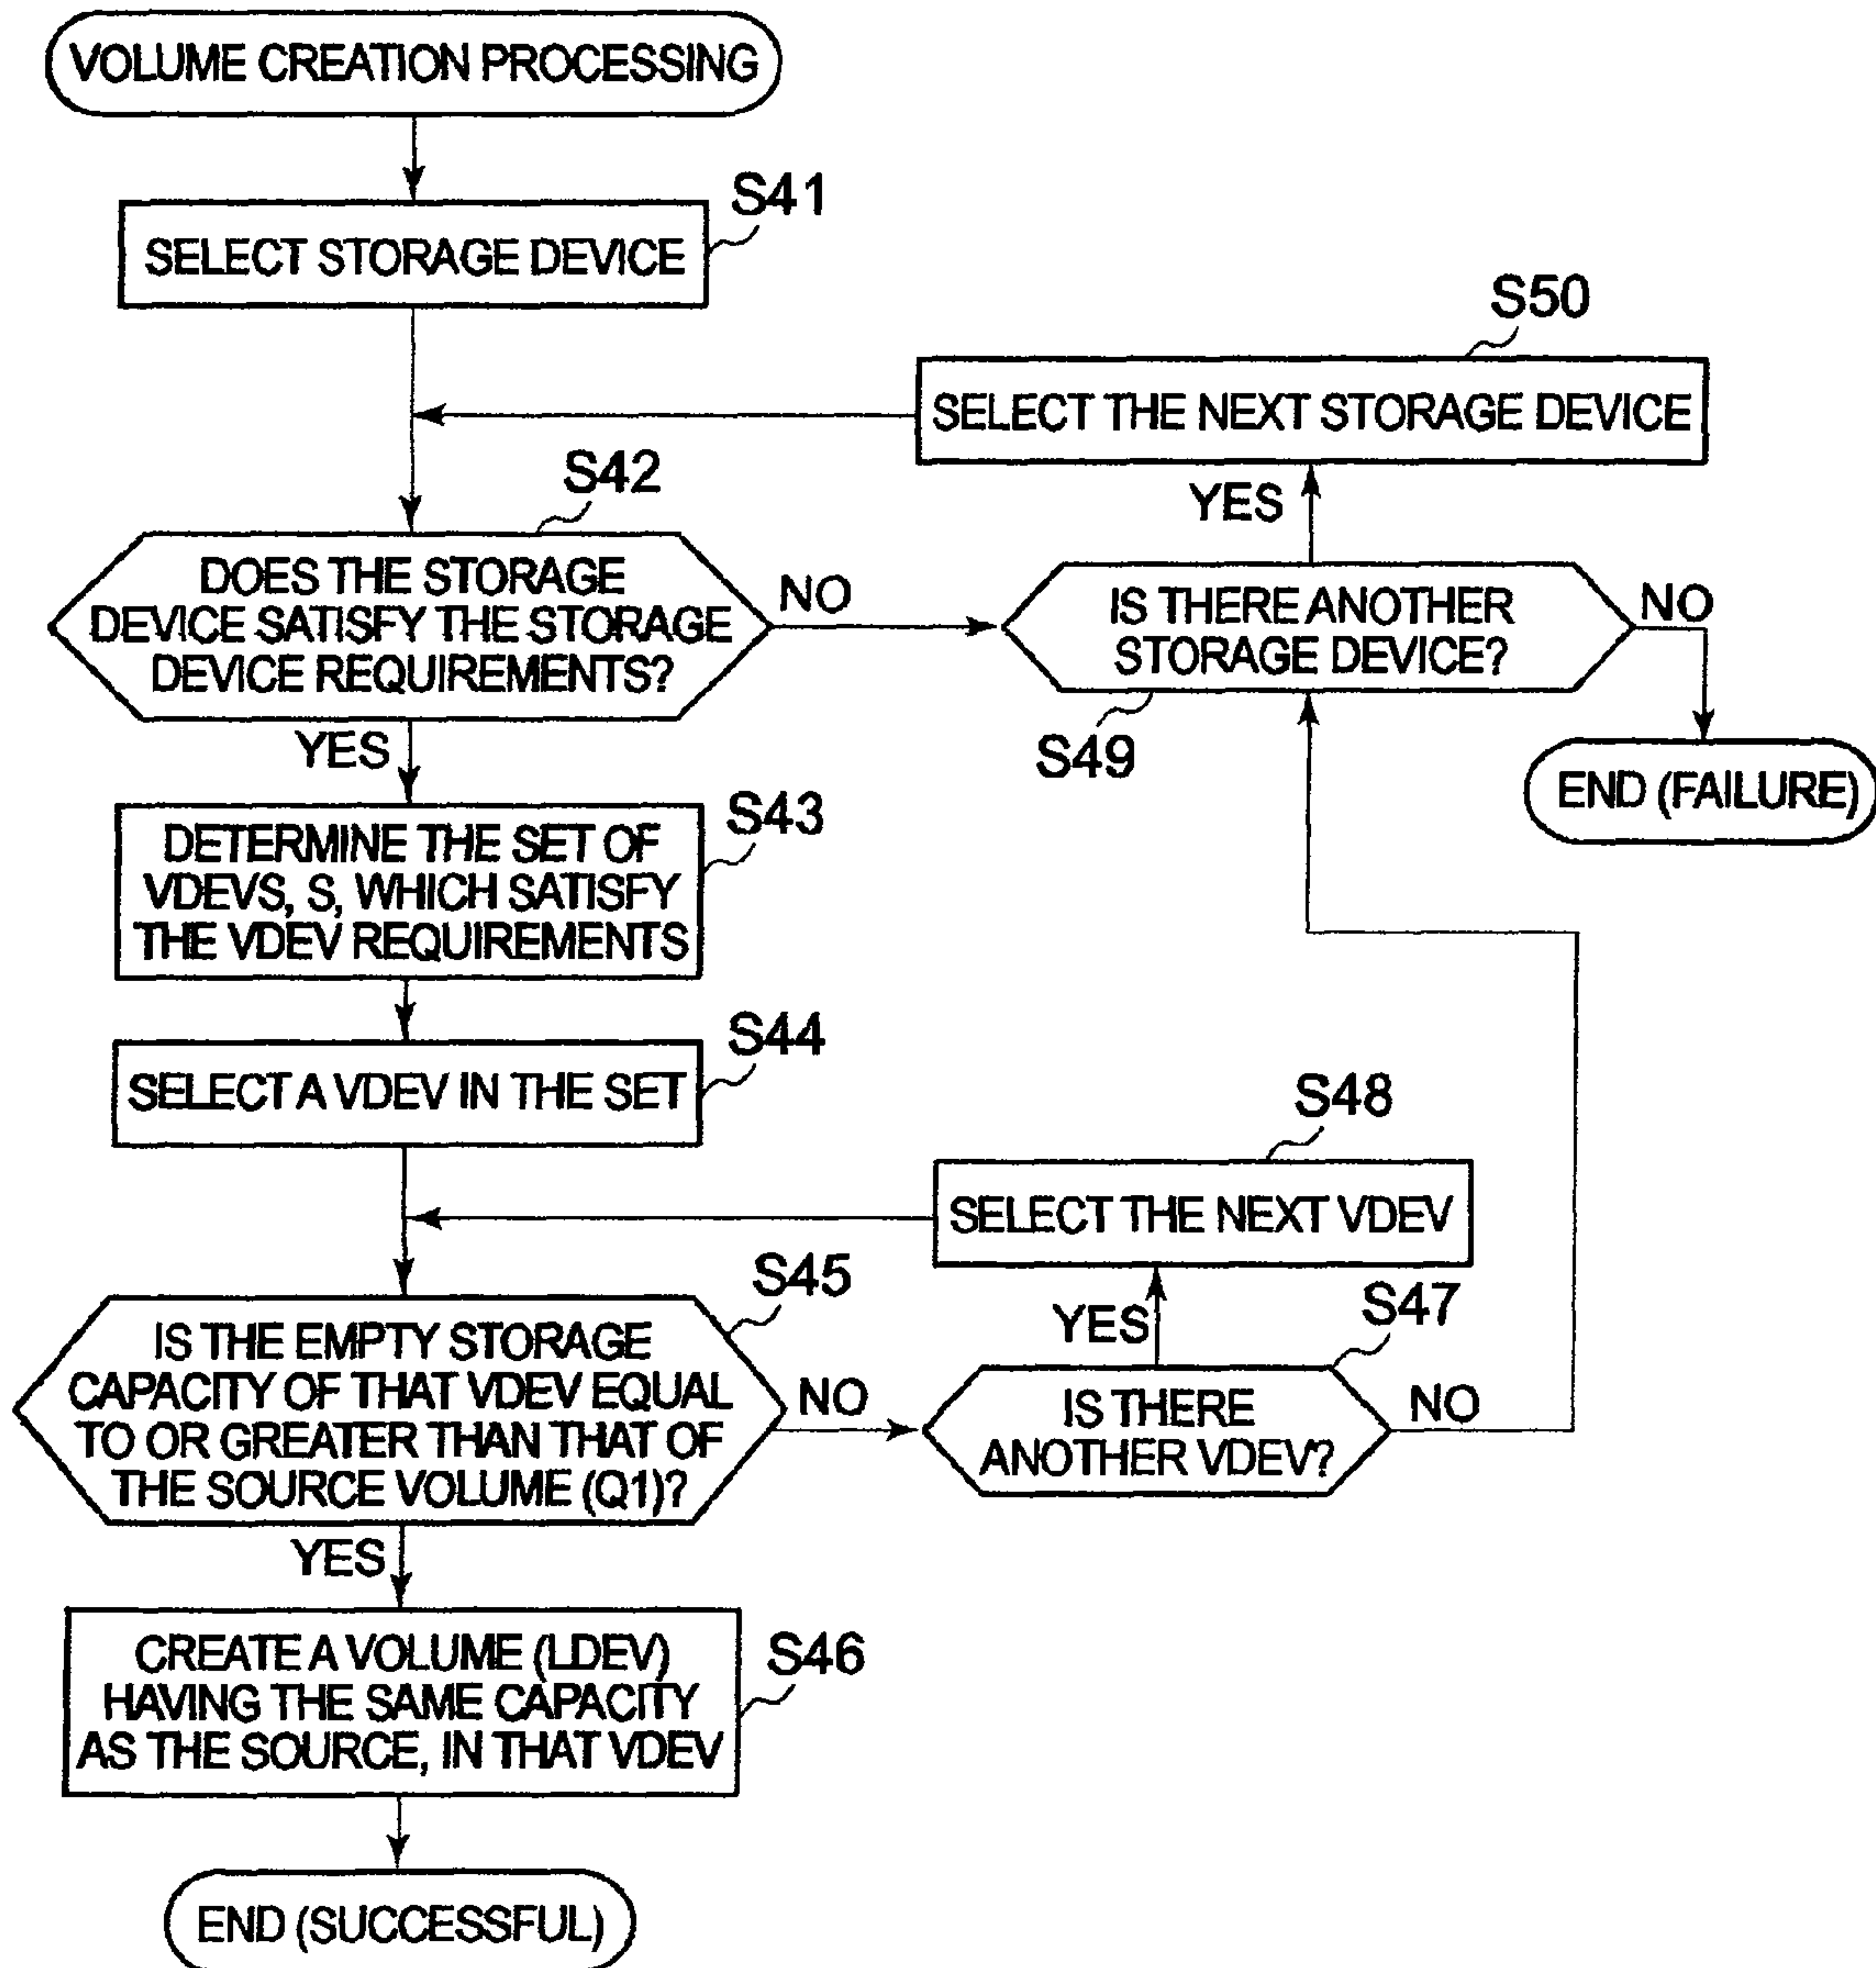 VOLUME CREATION PROCESSING
S41
SELECT STORAGE DEVICE
S50
SELECT THE NEXT STORAGE DEVICE
S42
YES
DOES THE STORAGE
DEVICE SATISFY THE STORAGE
DEVICE REQUIREMENTS?
NO
IS THERE ANOTHER
STORAGE DEVICE?
NO
S49
YES
END (FAILURE)
S43
DETERMINE THE SET OF
VDEVS, S, WHICH SATISFY
THE VDEV REQUIREMENTS
S44
SELECT A VDEV IN THE SET
S48
SELECT THE NEXT VDEV
S45
YES
S47
IS THE EMPTY STORAGE
CAPACITY OF THAT VDEV EQUAL
TO OR GREATER THAN THAT OF
THE SOURCE VOLUME (Q1)?
NO
IS THERE
ANOTHER VDEV?
NO
YES
CREATE A VOLUME (LDEV)
HAVING THE SAME CAPACITY
AS THE SOURCE, IN THAT VDEV
S46
END (SUCCESSFUL)